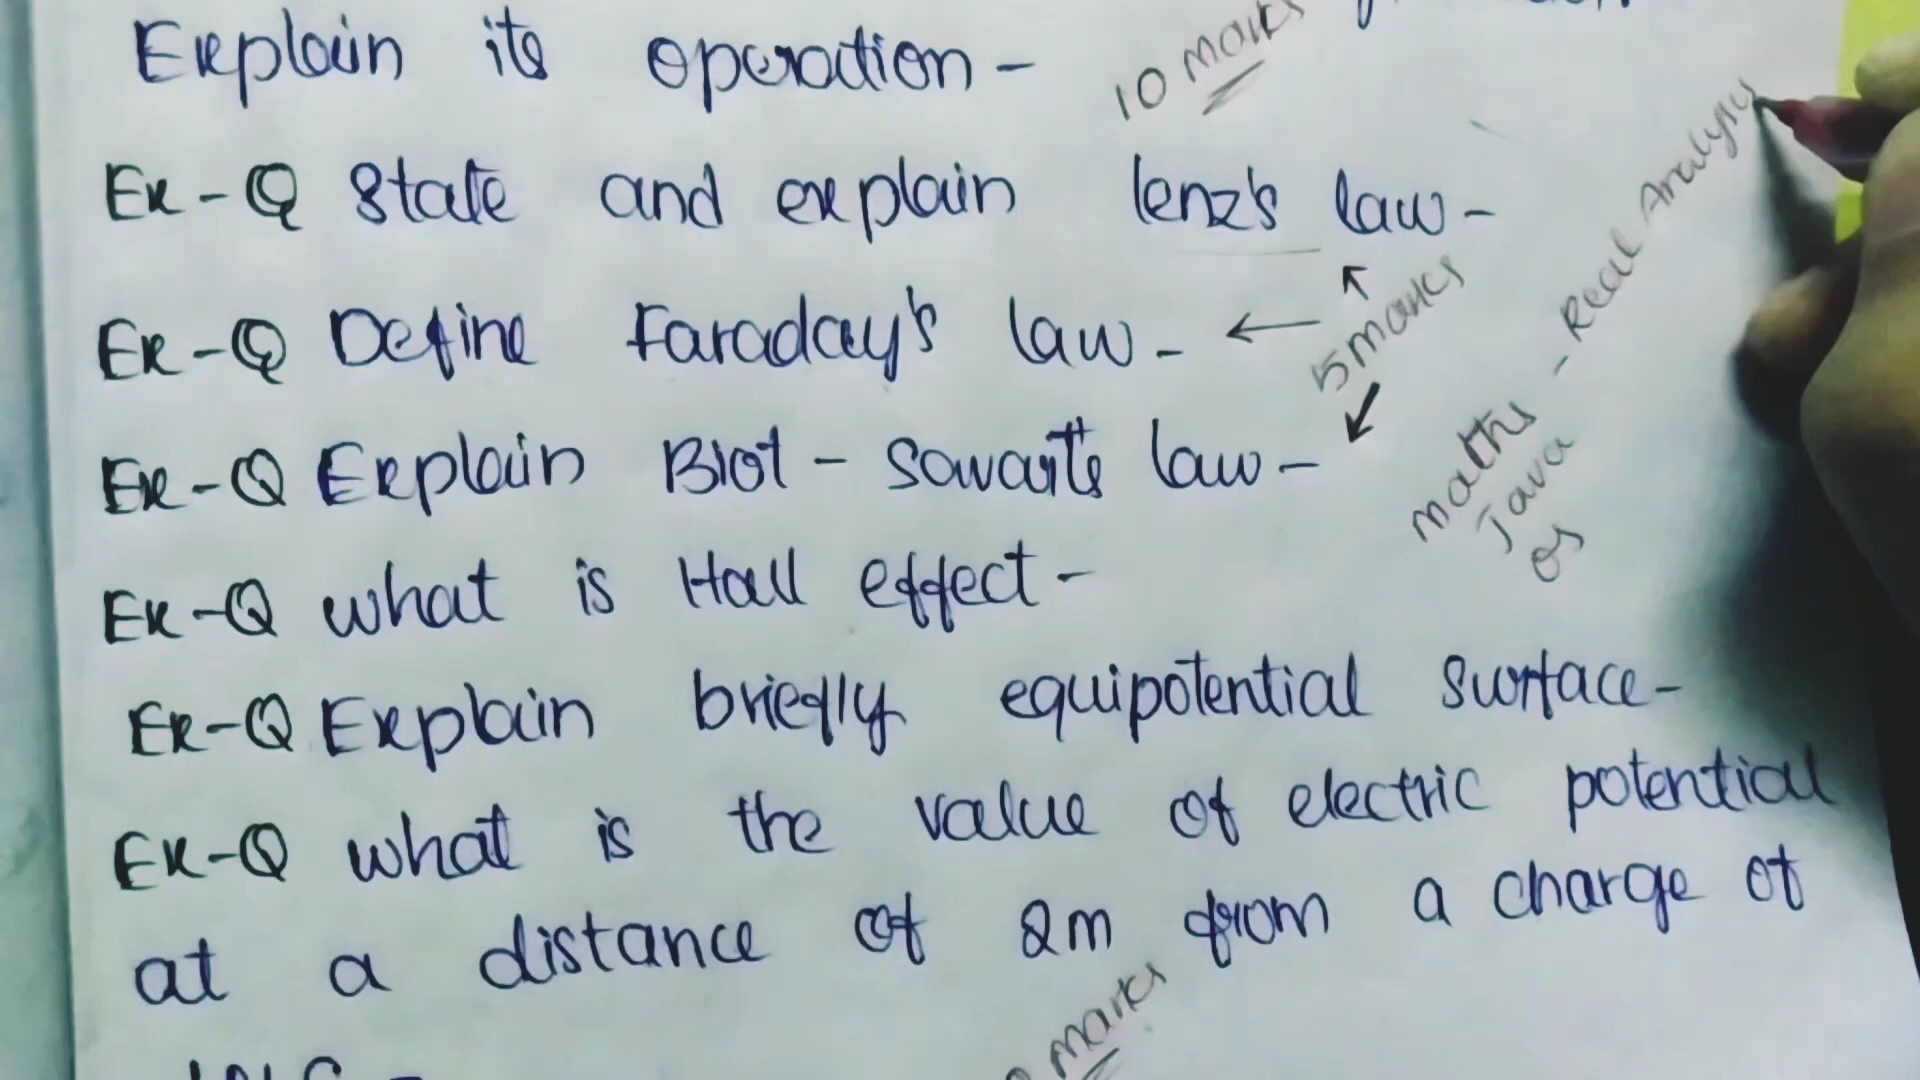 Explain its operation -
10 marks
Ex-Q State and explain lenz's law-
Ex-Q Define Faraday's law-
5 marks
Ex-Q Explain Biot - Savart's law-
maths - Real Analysis
Java
OS
Ex-Q what is Hall effect-
Ex-Q Explain briefly equipotential surface-
Ex-Q what is the value of electric potential
at a distance of 2m from a charge of
marks